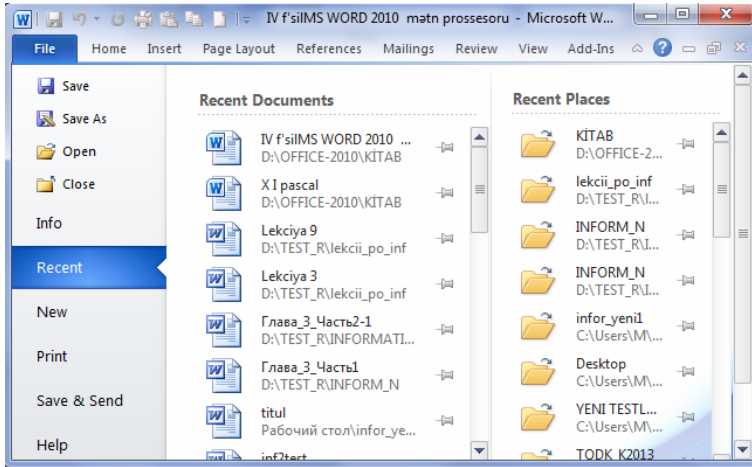 IV f'silMS WORD 2010 mətn prossesoru - Microsoft W...
File Home Insert Page Layout References Mailings Review View Add-Ins
Save
Save As
Open
Close
Info
Recent
New
Print
Save & Send
Help
Recent Documents
IV f'silMS WORD 2010 ...
D:\OFFICE-2010\KİTAB
X I pascal
D:\OFFICE-2010\KİTAB
Lekciya 9
D:\TEST_R\lekcii_po_inf
Lekciya 3
D:\TEST_R\lekcii_po_inf
Глава_3_Часть2-1
D:\TEST_R\INFORMATI...
Глава_3_Часть1
D:\TEST_R\INFORM_N
titul
Рабочий стол\infor_ye...
inf2test
Recent Places
KİTAB
D:\OFFICE-2...
lekcii_po_inf
D:\TEST_R\l...
INFORM_N
D:\TEST_R\I...
INFORM_N
D:\TEST_R\I...
infor_yeni1
C:\Users\M\...
Desktop
C:\Users\M\...
YENI TESTL...
C:\Users\M\...
TODK_K2013